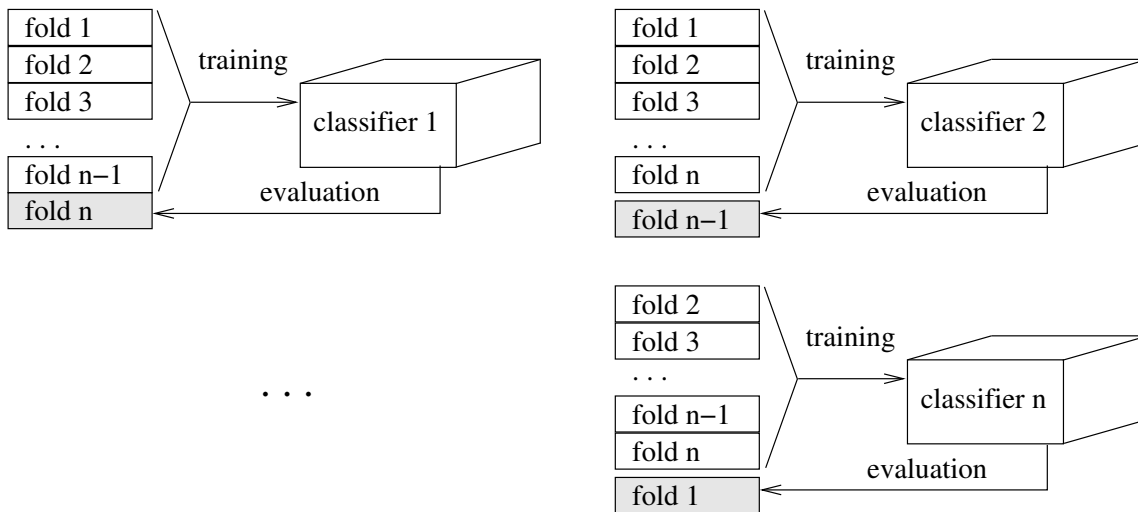 fold 1
fold 2
fold 3
. . .
fold n−1
fold n
training
classifier 1
evaluation
fold 1
fold 2
fold 3
. . .
fold n
fold n−1
training
classifier 2
evaluation
. . .
fold 2
fold 3
. . .
fold n−1
fold n
fold 1
training
classifier n
evaluation